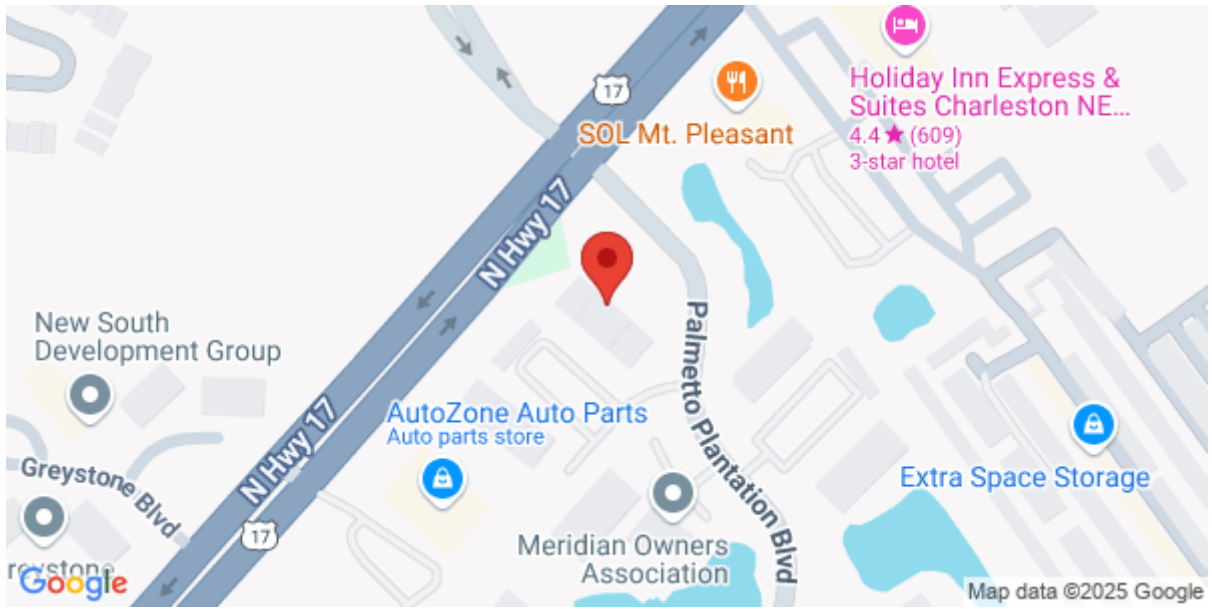 17
SOL Mt. Pleasant
Holiday Inn Express &
Suites Charleston NE...
4.4 ★ (609)
3-star hotel
N Hwy 17
New South
Development Group
Palmetto Plantation Blvd
AutoZone Auto Parts
Auto parts store
N Hwy 17
Greystone Blvd
Extra Space Storage
17
Meridian Owners
Association
Google
Map data ©2025 Google